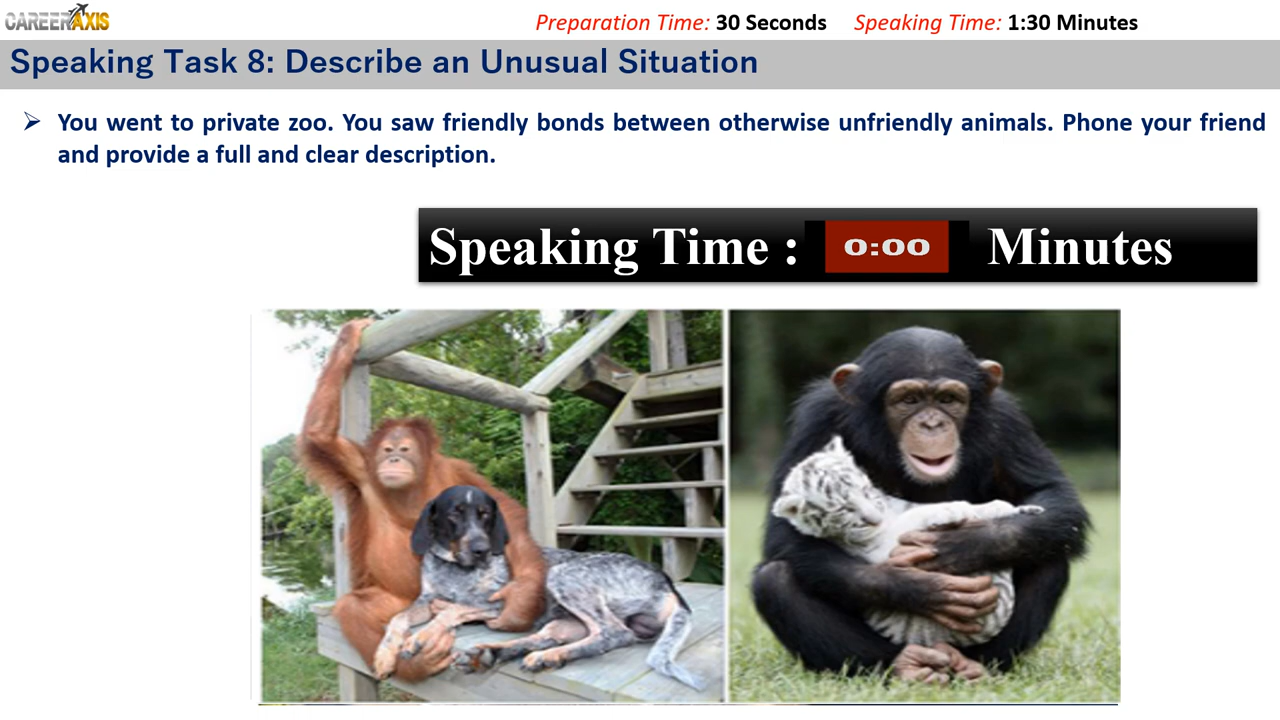 CAREERAXIS
Preparation Time: 30 Seconds Speaking Time: 1:30 Minutes
Speaking Task 8: Describe an Unusual Situation
You went to private zoo. You saw friendly bonds between otherwise unfriendly animals. Phone your friend
and provide a full and clear description.
Speaking Time : 0:00 Minutes